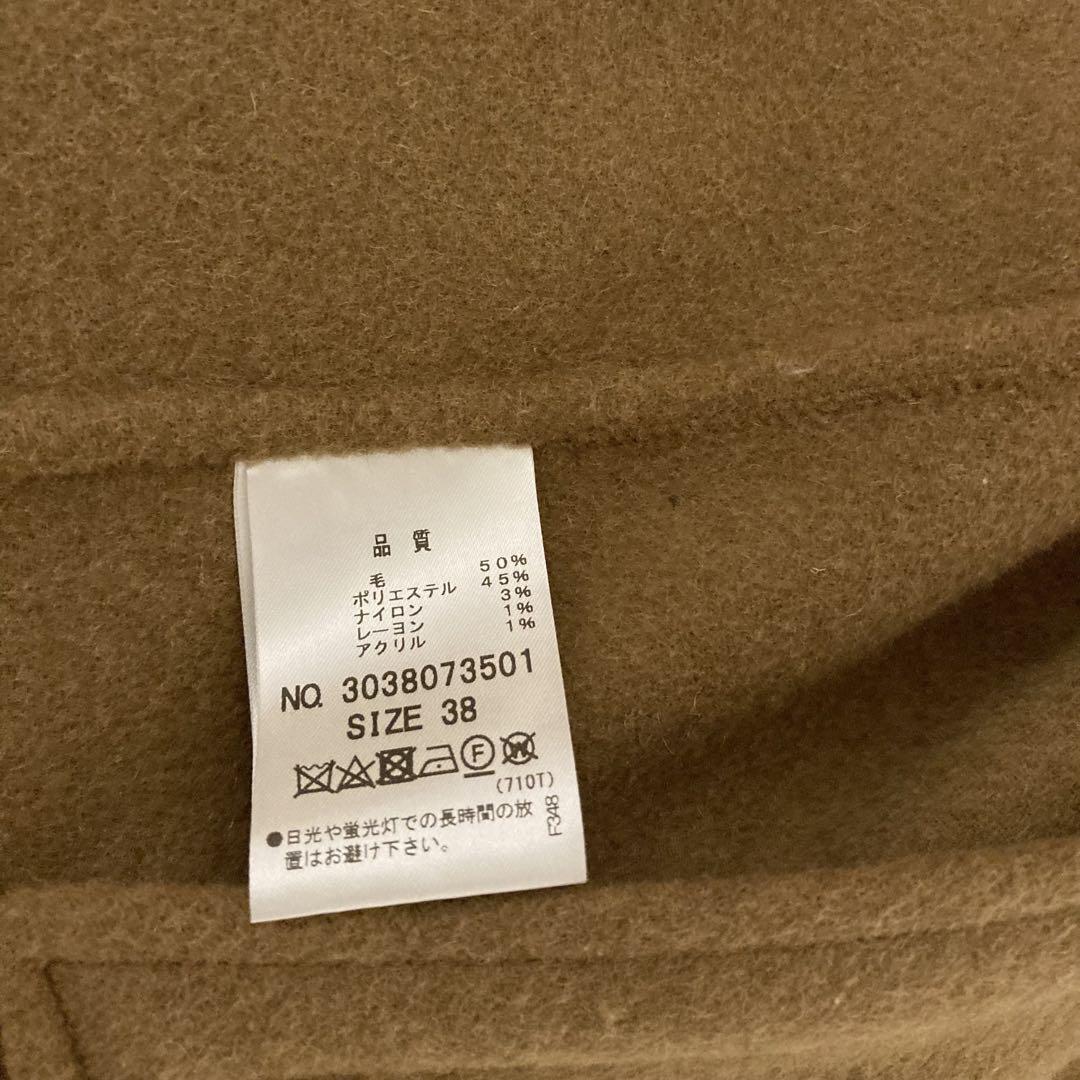 品質
毛 50%
ポリエステル 45%
ナイロン 3%
レーヨン 1%
アクリル 1%
NO. 3038073501
SIZE 38
F W
(710T)
F348
●日光や蛍光灯での長時間の放
置はお避け下さい。